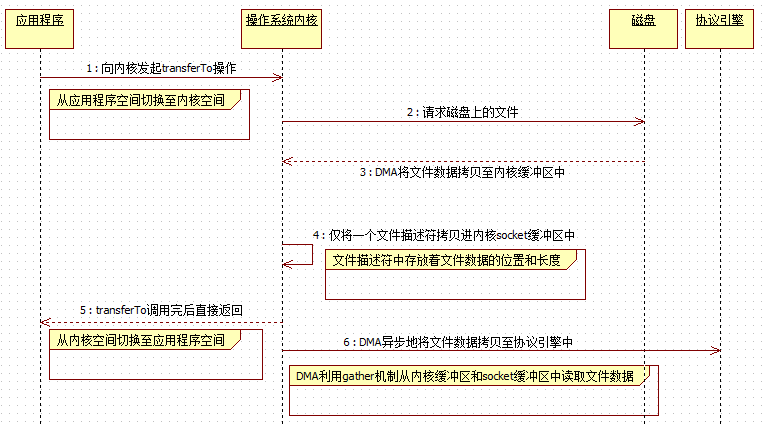 应用程序
操作系统内核
磁盘
协议引擎
1 : 向内核发起transferTo操作
从应用程序空间切换至内核空间
2 : 请求磁盘上的文件
3 : DMA将文件数据拷贝至内核缓冲区中
4 : 仅将一个文件描述符拷贝进内核socket缓冲区中
文件描述符中存放着文件数据的位置和长度
5 : transferTo调用完后直接返回
从内核空间切换至应用程序空间
6 : DMA异步地将文件数据拷贝至协议引擎中
DMA利用gather机制从内核缓冲区和socket缓冲区中读取文件数据